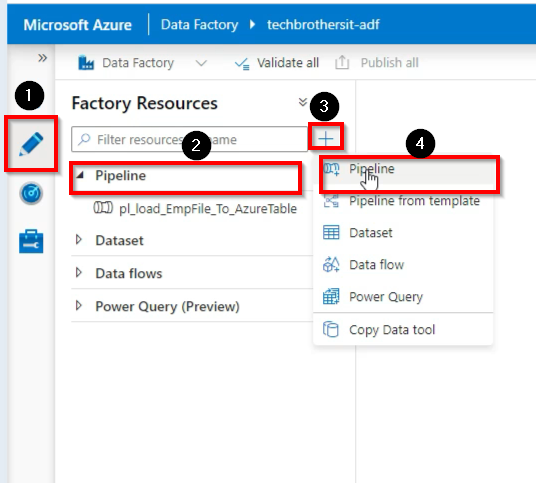 Microsoft Azure Data Factory techbrothersit-adf
» Data Factory Validate all Publish all
1
Factory Resources
3
Filter resources name
2
4
Pipeline
pl_load_EmpFile_To_AzureTable
Dataset
Data flows
Power Query (Preview)
Pipeline
Pipeline from template
Dataset
Data flow
Power Query
Copy Data tool